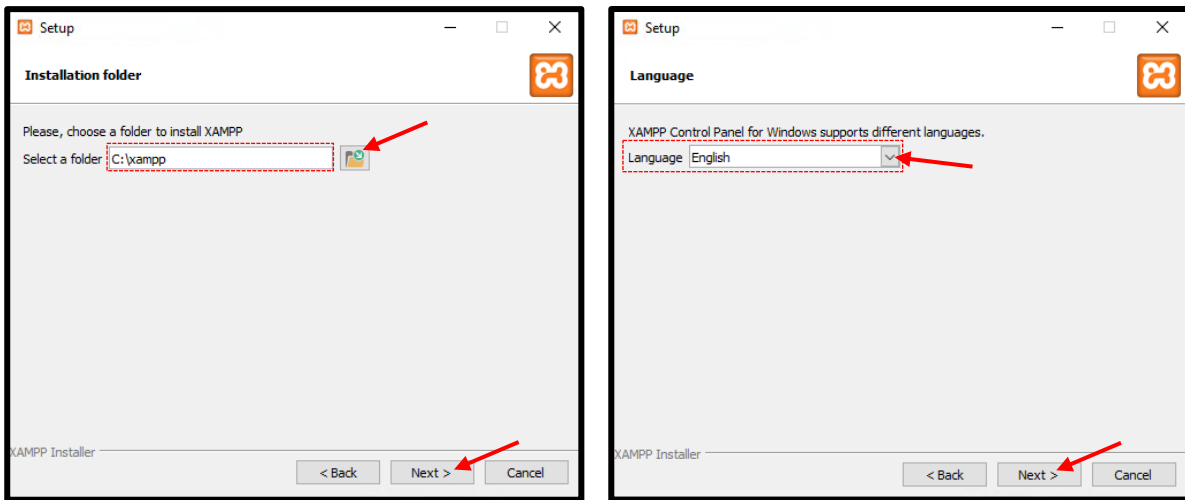 Setup
Installation folder
Please, choose a folder to install XAMPP
Select a folder C:\xampp
XAMPP Installer
< Back Next > Cancel
Setup
Language
XAMPP Control Panel for Windows supports different languages.
Language English
XAMPP Installer
< Back Next > Cancel